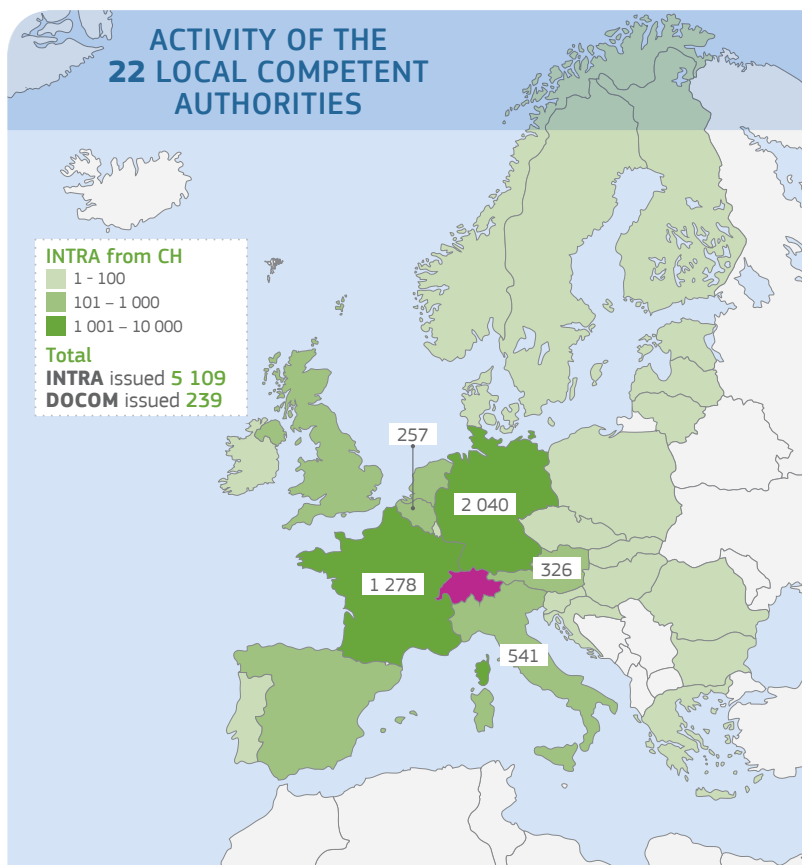 ACTIVITY OF THE
22 LOCAL COMPETENT
AUTHORITIES
INTRA from CH
1 - 100
101 – 1 000
1 001 – 10 000
Total
INTRA issued 5 109
DOCOM issued 239
257
2 040
326
1 278
541